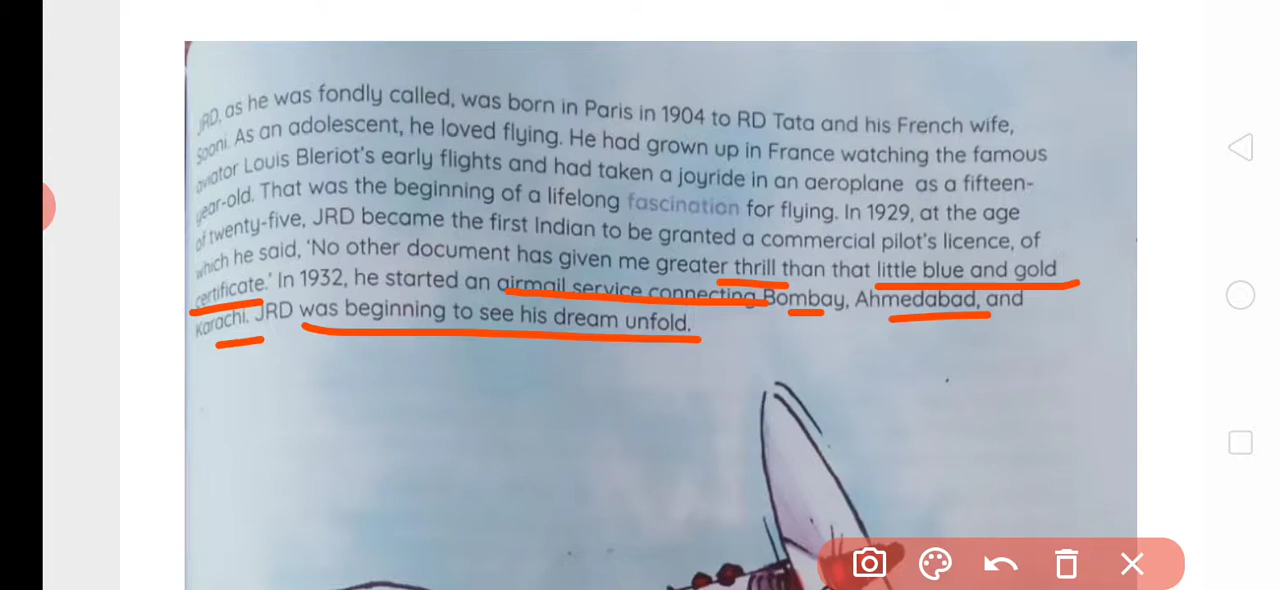 JRD, as he was fondly called, was born in Paris in 1904 to RD Tata and his French wife,
Sooni. As an adolescent, he loved flying. He had grown up in France watching the famous
aviator Louis Bleriot's early flights and had taken a joyride in an aeroplane as a fifteen-
year-old. That was the beginning of a lifelong fascination for flying. In 1929, at the age
of twenty-five, JRD became the first Indian to be granted a commercial pilot's licence, of
which he said, 'No other document has given me greater thrill than that little blue and gold
certificate.' In 1932, he started an airmail service connecting Bombay, Ahmedabad, and
Karachi. JRD was beginning to see his dream unfold.